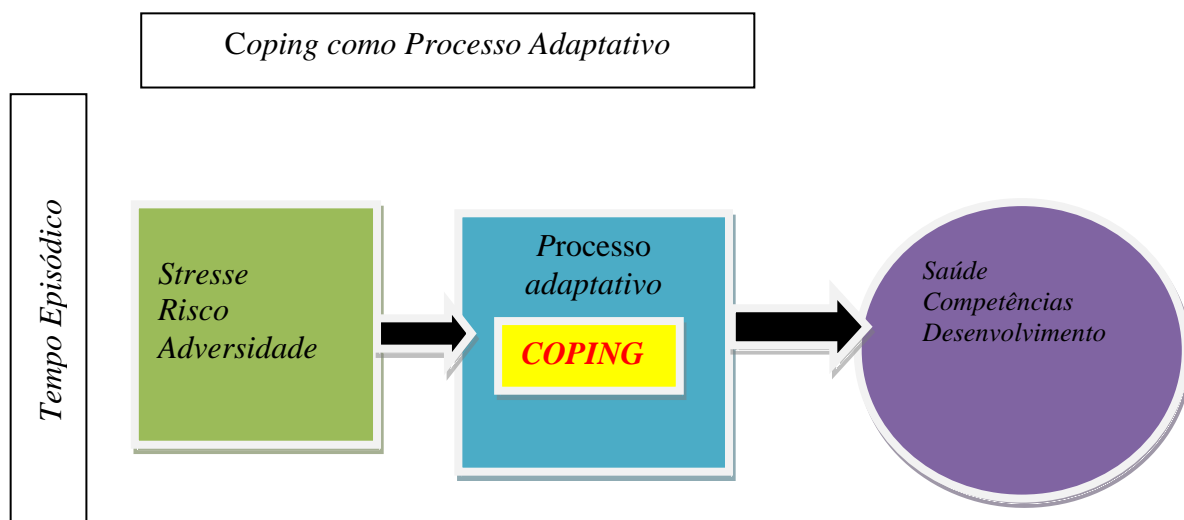 Coping como Processo Adaptativo
Tempo Episódico
Stresse
Risco
Adversidade
Processo
adaptativo
COPING
Saúde
Competências
Desenvolvimento